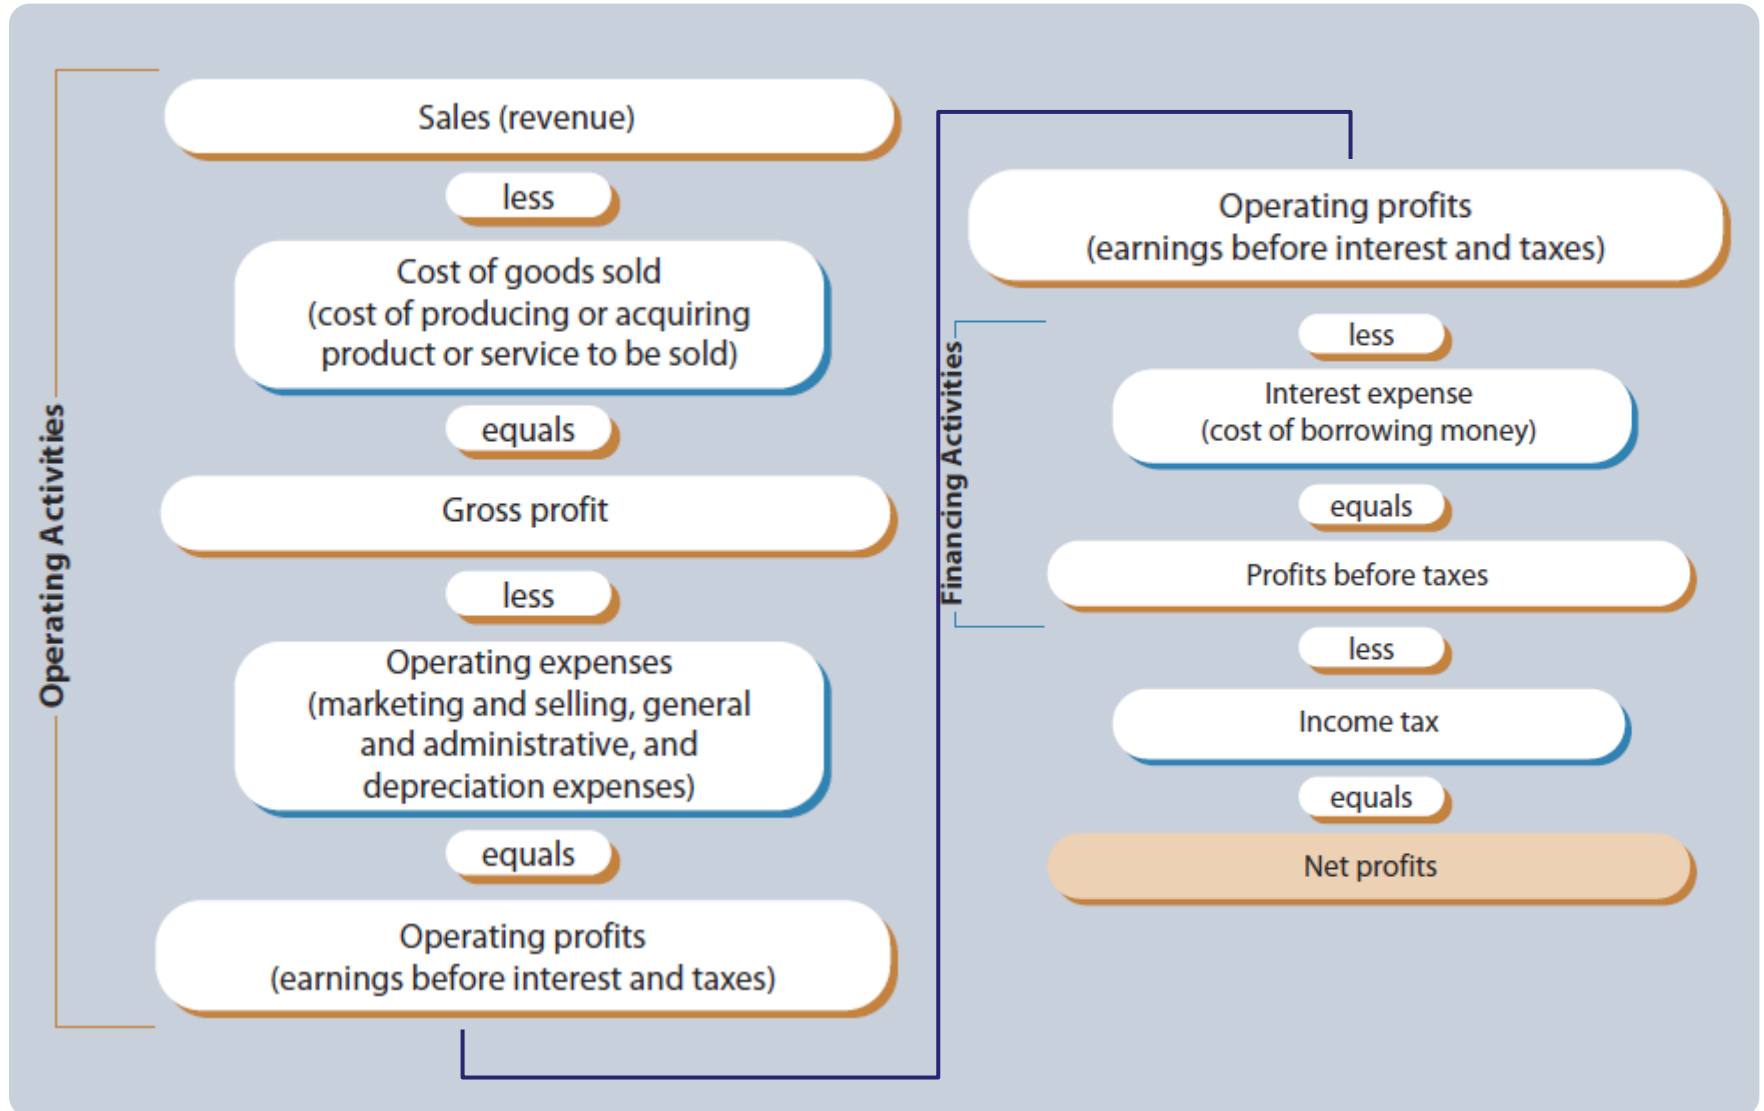 Operating Activities
Sales (revenue)
less
Cost of goods sold
(cost of producing or acquiring
product or service to be sold)
equals
Gross profit
less
Operating expenses
(marketing and selling, general
and administrative, and
depreciation expenses)
equals
Operating profits
(earnings before interest and taxes)
Operating profits
(earnings before interest and taxes)
Financing Activities
less
Interest expense
(cost of borrowing money)
equals
Profits before taxes
less
Income tax
equals
Net profits